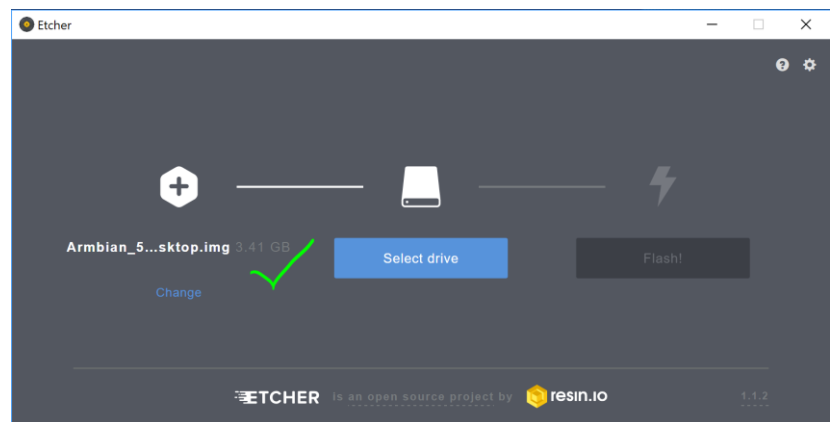 Etcher
Armbian_5...sktop.img 3.41 GB
Select drive
Flash!
Change
ETCHER is an open source project by resin.io 1.1.2